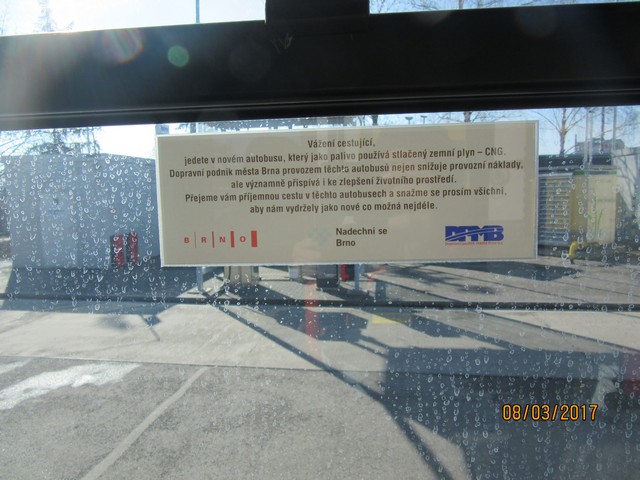 Vážení cestující,
jedete v novém autobusu, který jako palivo používá stlačený zemní plyn – CNG.
Dopravní podnik města Brna provozem těchto autobusů nejen snižuje provozní náklady,
ale významně přispívá i ke zlepšení životního prostředí.
Přejeme vám příjemnou cestu v těchto autobusech a snažme se prosím všichni,
aby nám vydržely jako nové co možná nejdéle.
B R N O
Nadechni se
Brno
08/03/2017